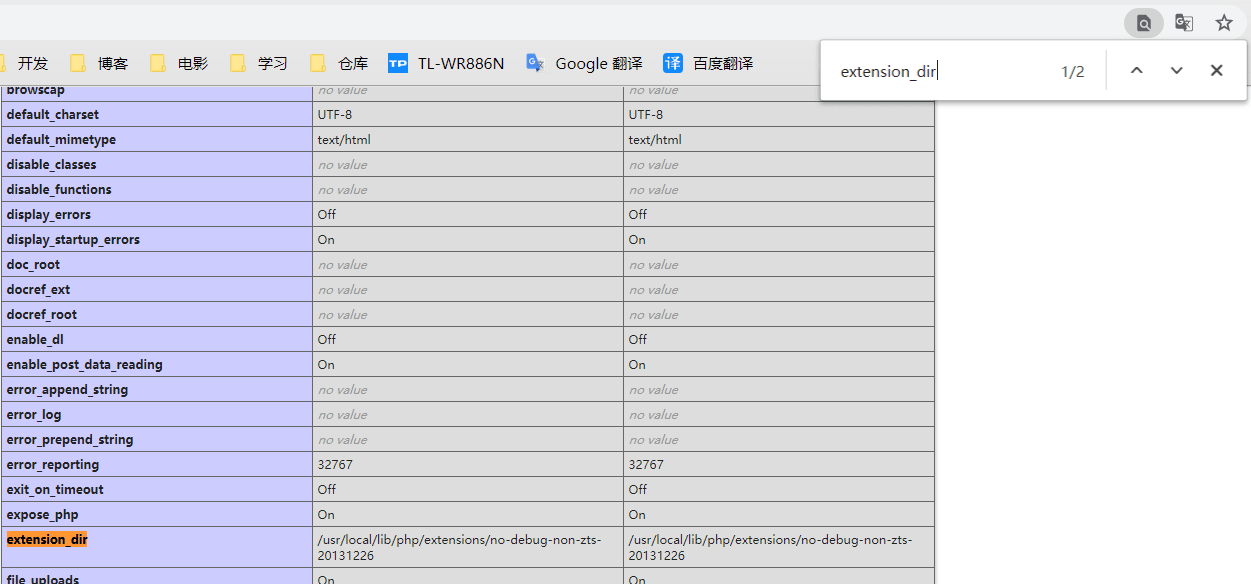 开发 博客 电影 学习 仓库 TP TL-WR886N Google 翻译 译 百度翻译
extension_dir 1/2
browscap no value no value
default_charset UTF-8 UTF-8
default_mimetype text/html text/html
disable_classes no value no value
disable_functions no value no value
display_errors Off Off
display_startup_errors On On
doc_root no value no value
docref_ext no value no value
docref_root no value no value
enable_dl Off Off
enable_post_data_reading On On
error_append_string no value no value
error_log no value no value
error_prepend_string no value no value
error_reporting 32767 32767
exit_on_timeout Off Off
expose_php On On
extension_dir /usr/local/lib/php/extensions/no-debug-non-zts- /usr/local/lib/php/extensions/no-debug-non-zts-
20131226 20131226
file_uploads On On